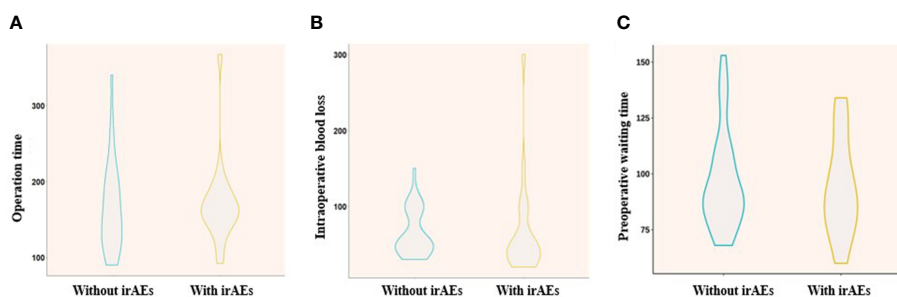 A
Operation time
300
200
100
Without irAEs
With irAEs
B
Intraoperative blood loss
300
200
100
Without irAEs
With irAEs
C
Preoperative waiting time
150
125
100
75
Without irAEs
With irAEs